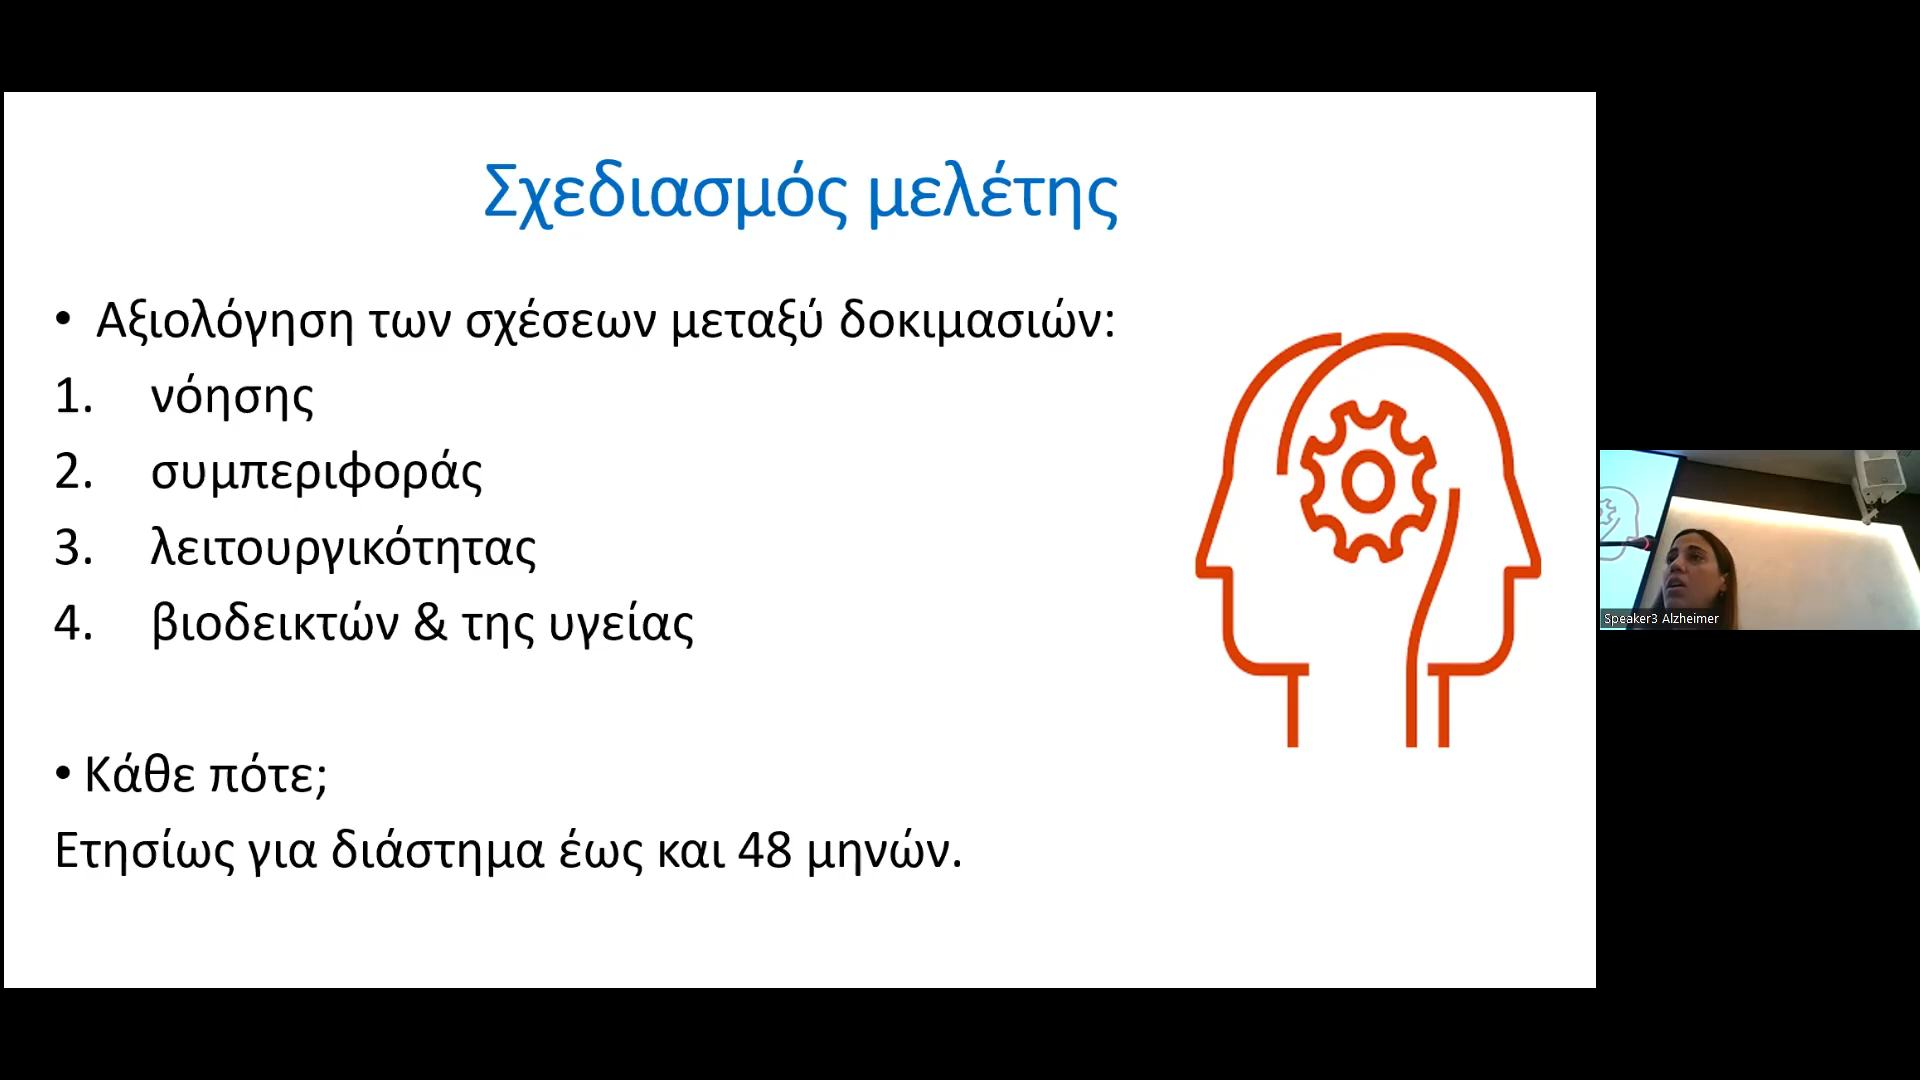 Σχεδιασμός μελέτης
• Αξιολόγηση των σχέσεων μεταξύ δοκιμασιών:
1. νόησης
2. συμπεριφοράς
3. λειτουργικότητας
4. βιοδεικτών & της υγείας
• Κάθε πότε;
Ετησίως για διάστημα έως και 48 μηνών.
Speaker3 Alzheimer